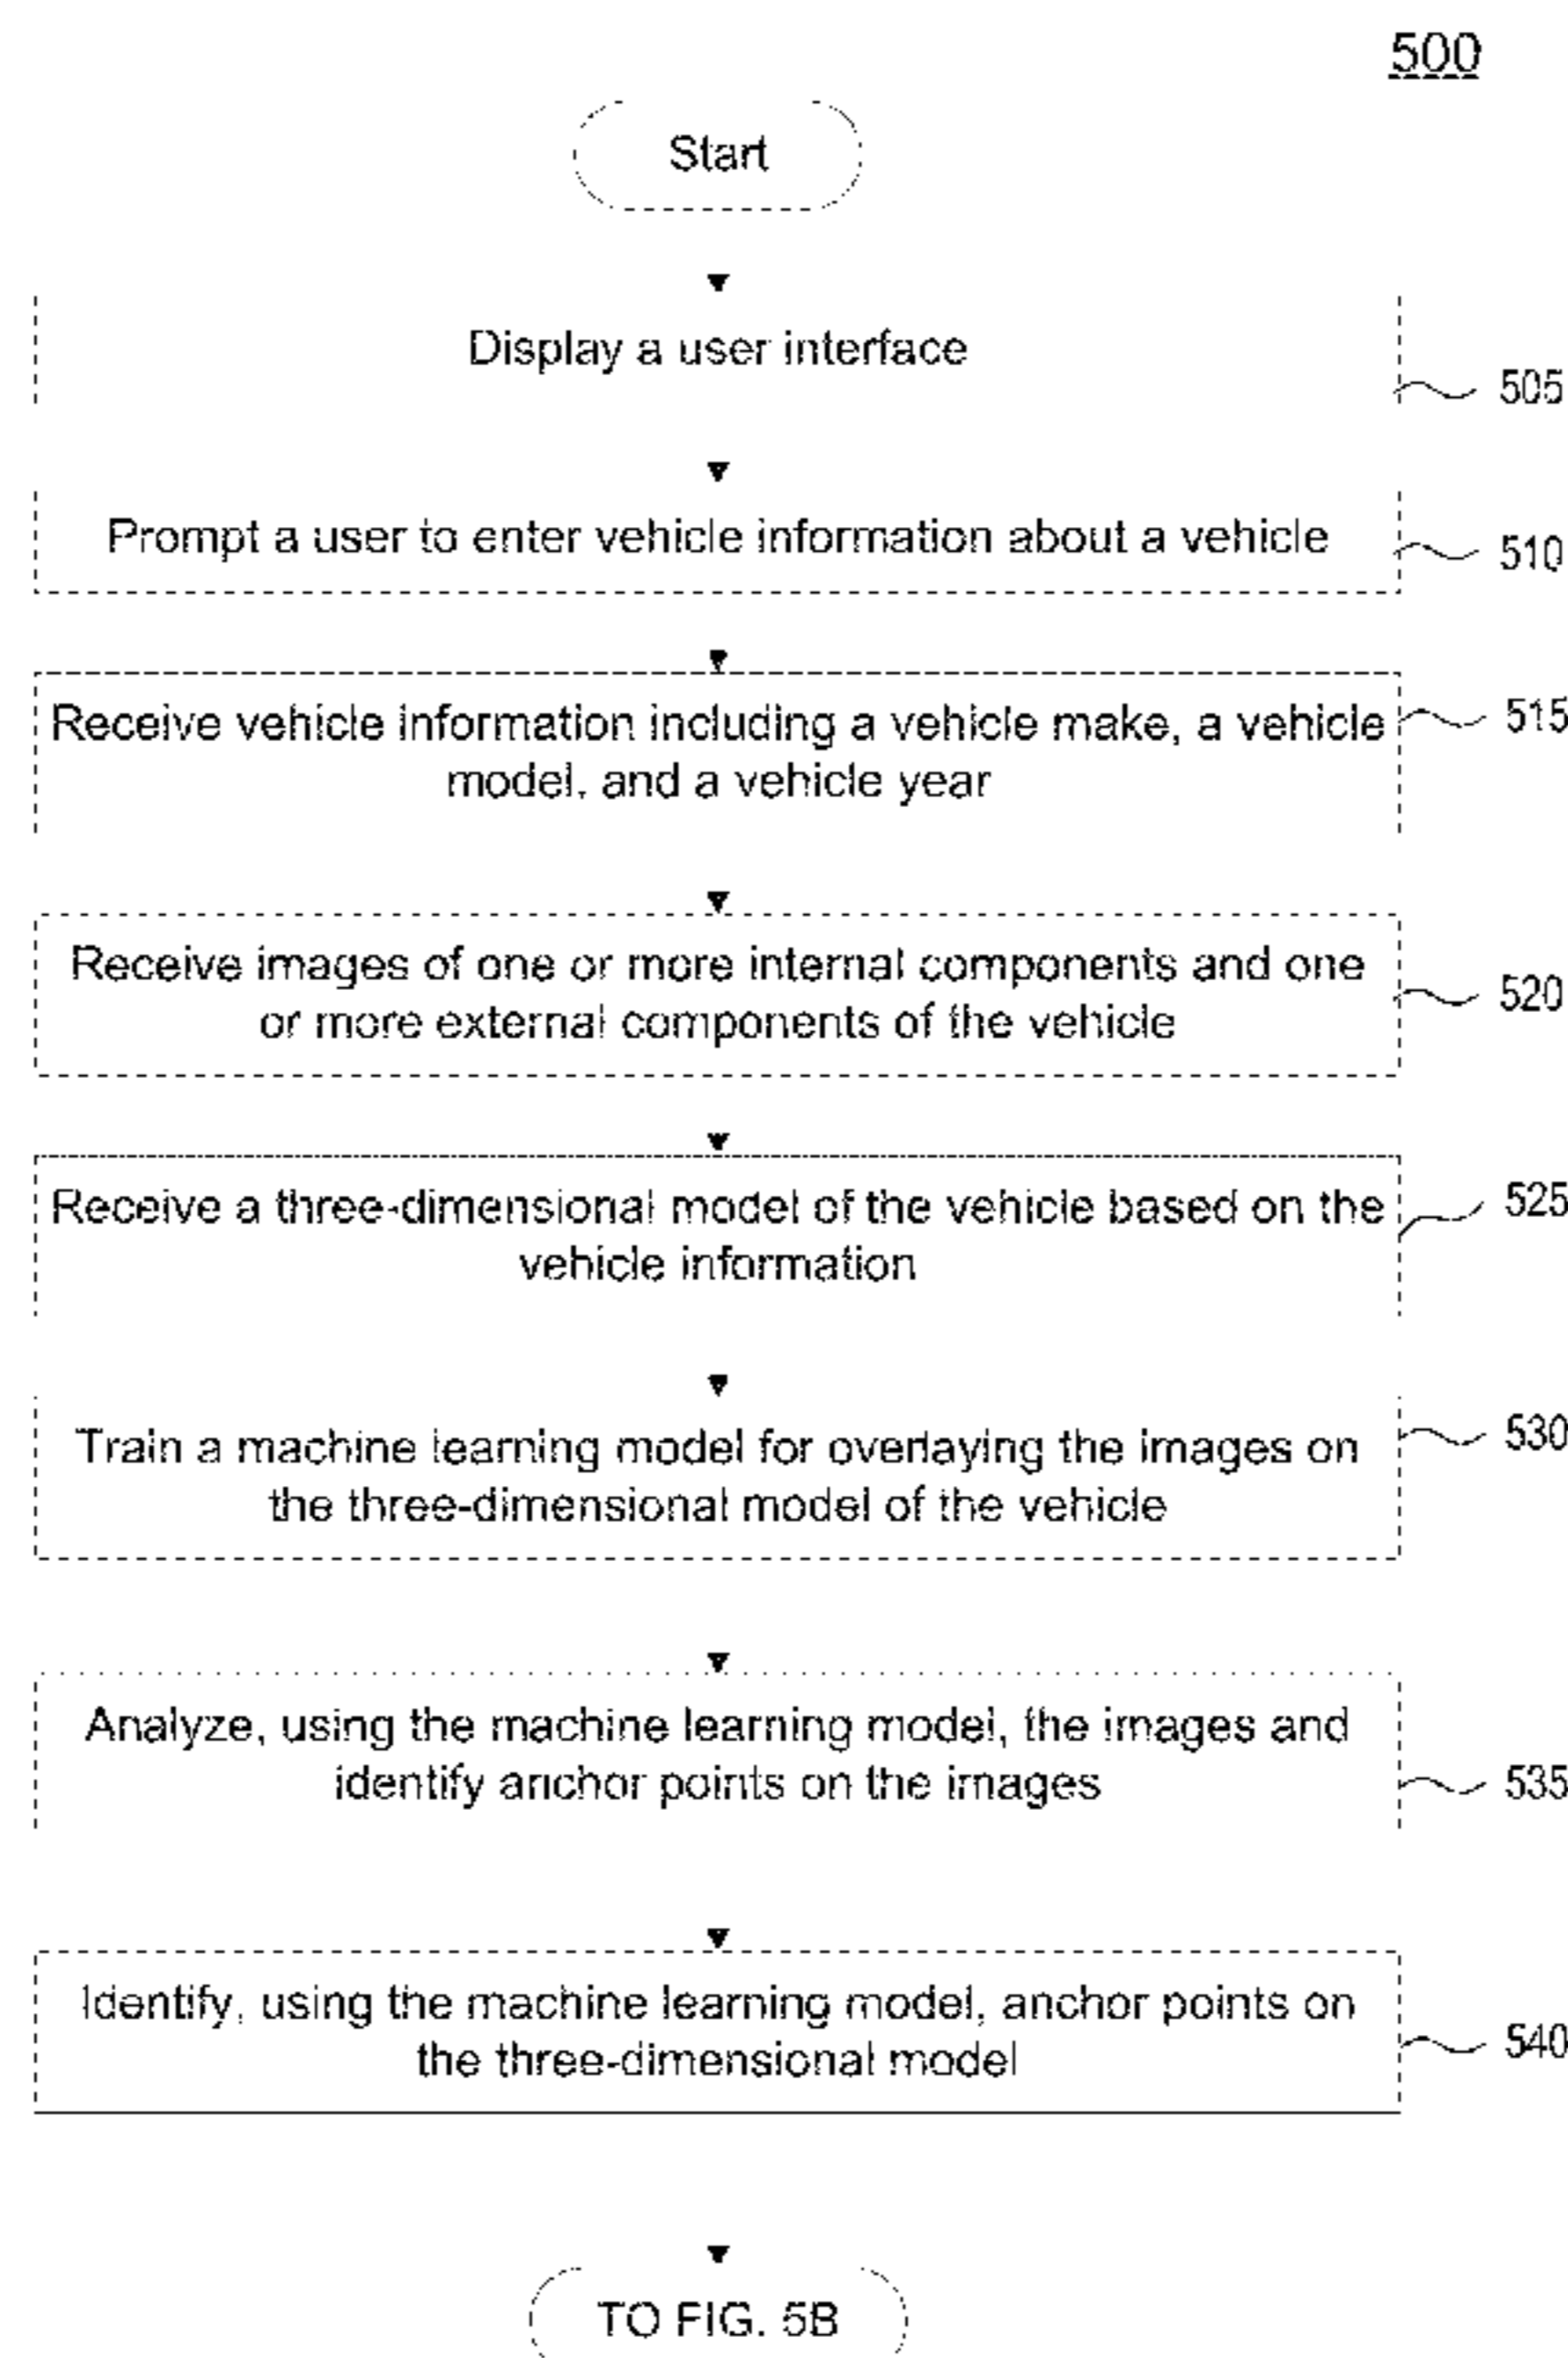 500
Start
Display a user interface
505
Prompt a user to enter vehicle information about a vehicle
510
Receive vehicle information including a vehicle make, a vehicle
model, and a vehicle year
515
Receive images of one or more internal components and one
or more external components of the vehicle
520
Receive a three-dimensional model of the vehicle based on the
vehicle information
525
Train a machine learning model for overlaying the images on
the three-dimensional model of the vehicle
530
Analyze, using the machine learning model, the images and
identify anchor points on the images
535
Identify, using the machine learning model, anchor points on
the three-dimensional model
540
TO FIG. 5B